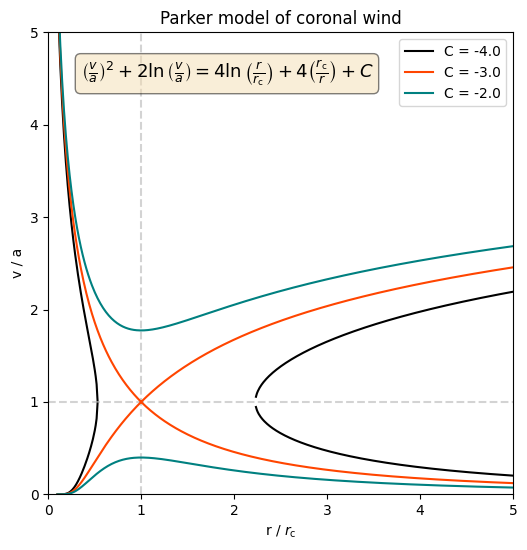 Parker model of coronal wind
(v/a)² + 2ln(v/a) = 4ln(r/r_c) + 4(r_c/r) + C
C = -4.0
C = -3.0
C = -2.0
5
4
3
2
1
0
v / a
0 1 2 3 4 5
r / r_c